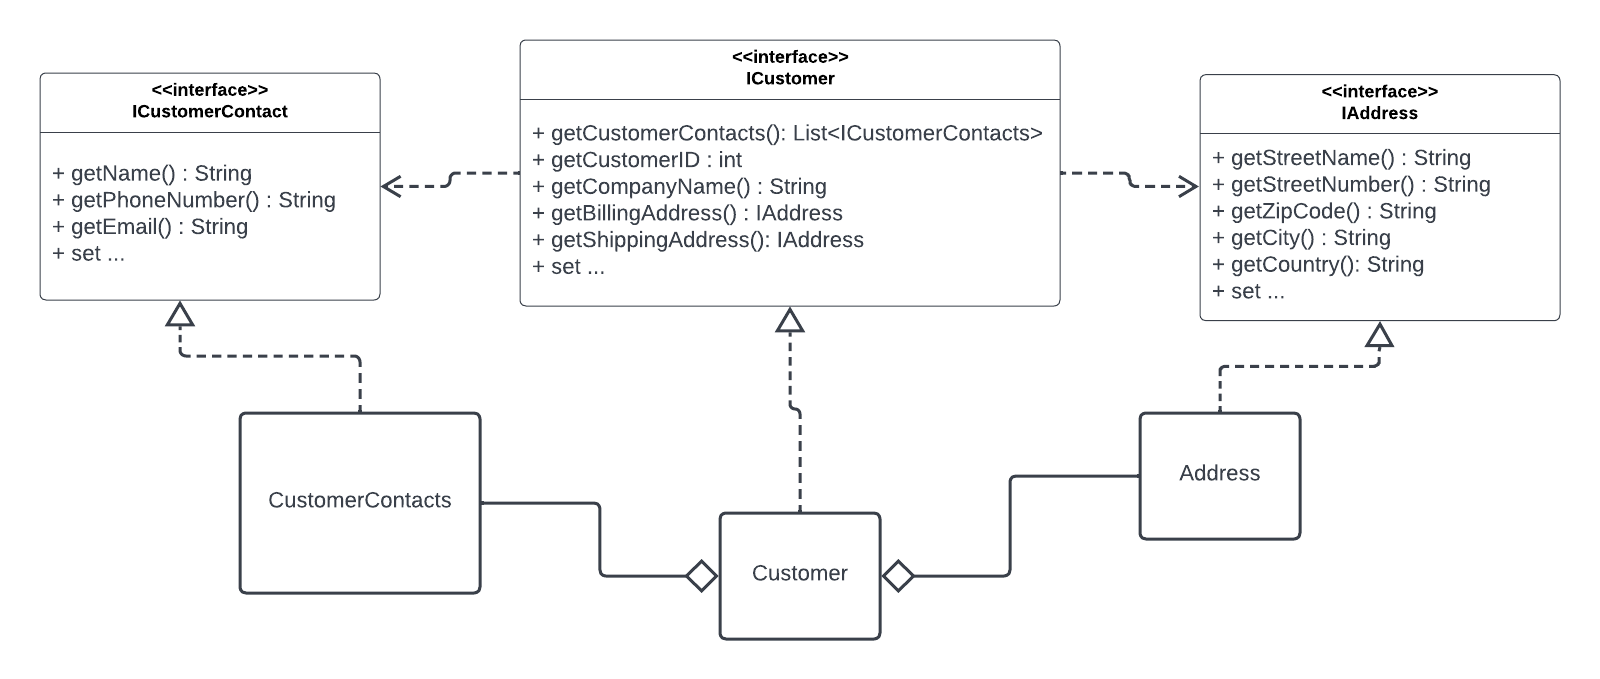 <<interface>>
ICustomerContact
+ getName() : String
+ getPhoneNumber() : String
+ getEmail() : String
+ set ...
<<interface>>
ICustomer
+ getCustomerContacts(): List<ICustomerContacts>
+ getCustomerID : int
+ getCompanyName() : String
+ getBillingAddress() : IAddress
+ getShippingAddress(): IAddress
+ set ...
<<interface>>
IAddress
+ getStreetName() : String
+ getStreetNumber() : String
+ getZipCode() : String
+ getCity() : String
+ getCountry(): String
+ set ...
CustomerContacts
Customer
Address